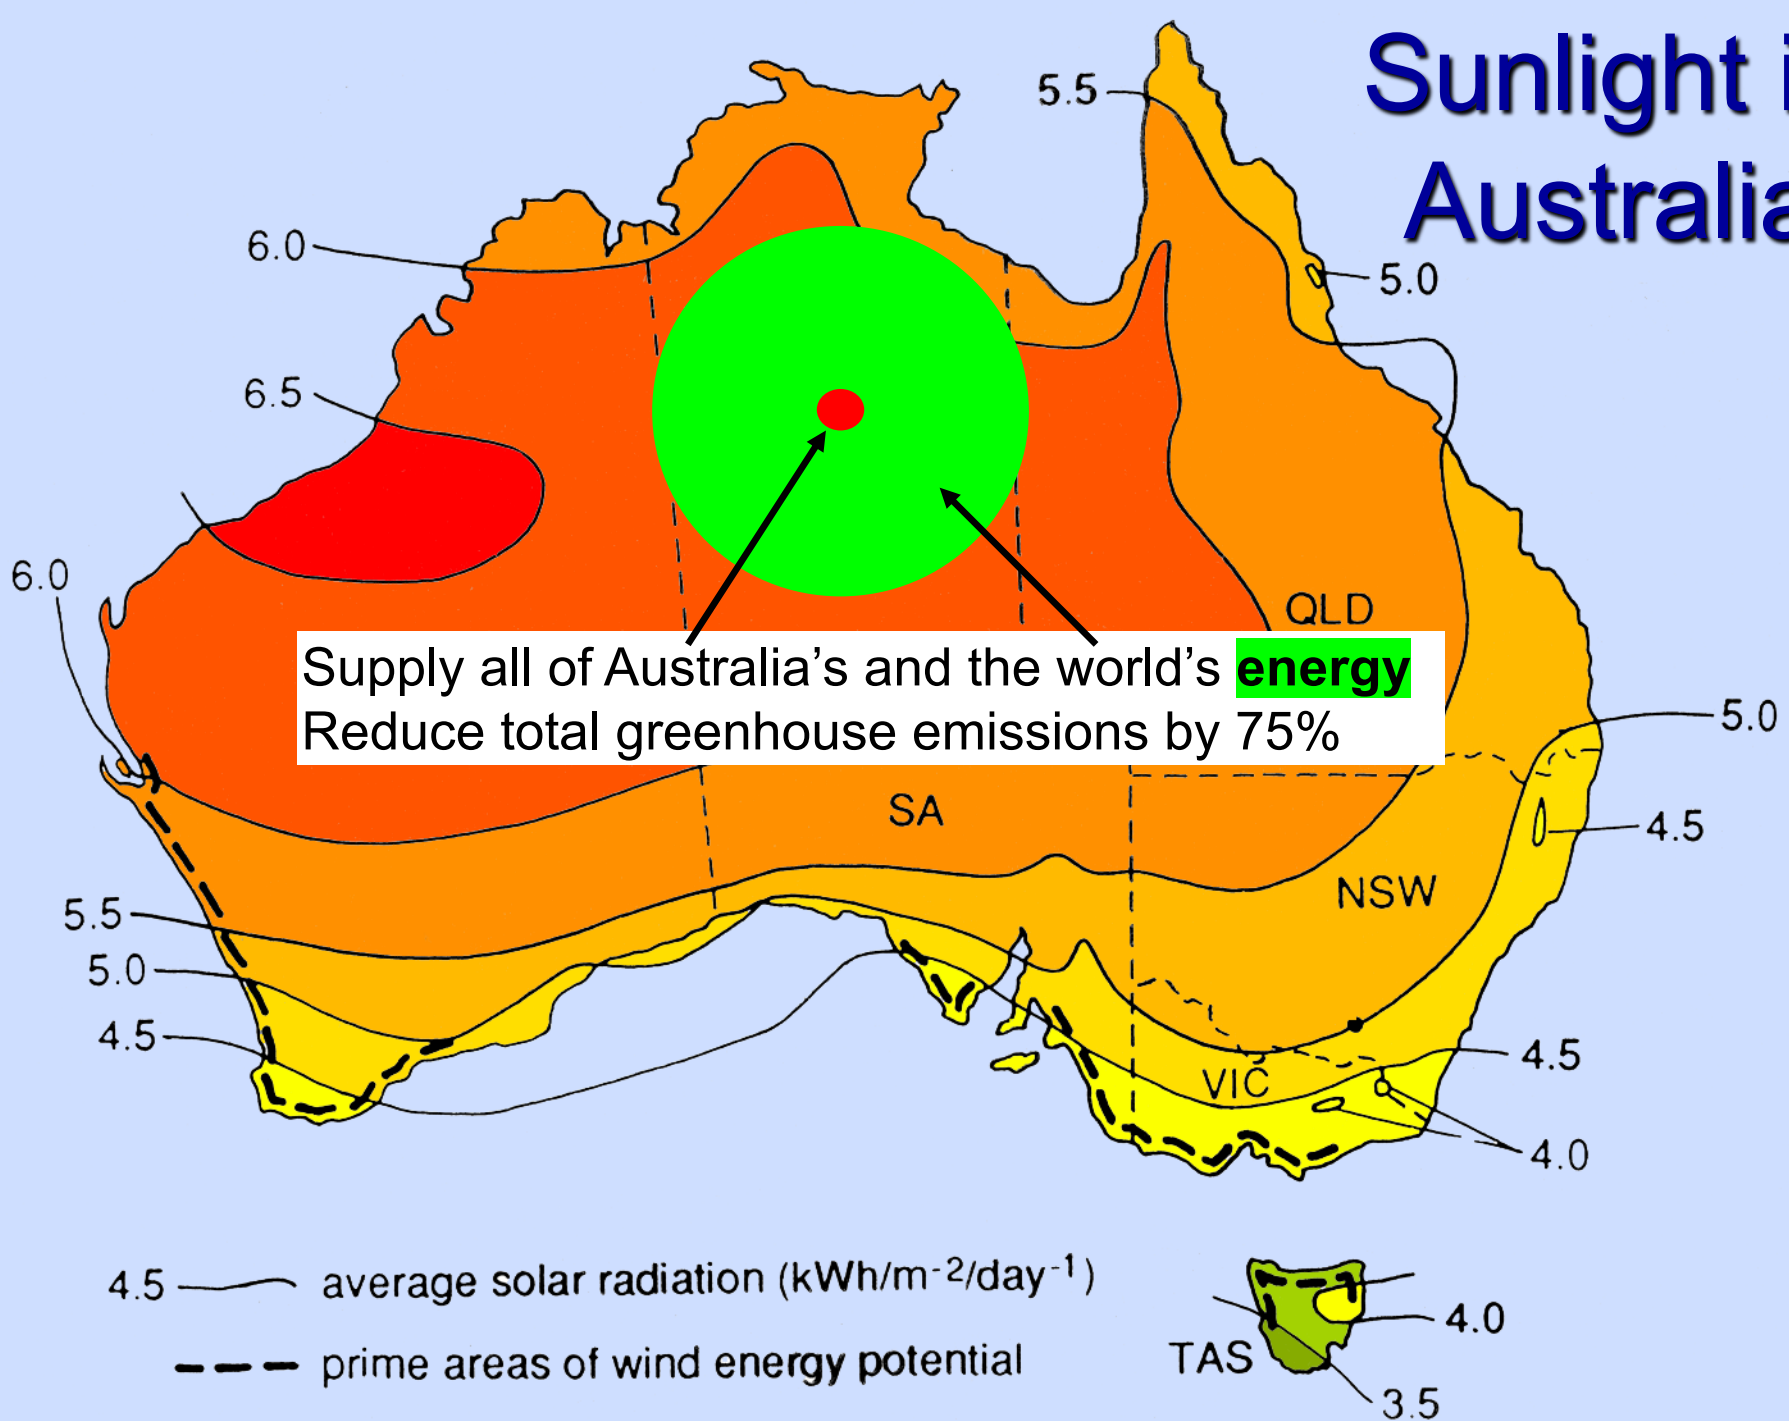 Sunlight i
Australia
5.5
6.0
5.0
6.5
6.0
QLD
Supply all of Australia’s and the world’s energy
Reduce total greenhouse emissions by 75%
5.0
SA
4.5
NSW
5.5
5.0
4.5
4.5
VIC
4.0
4.5 average solar radiation (kWh/m⁻²/day⁻¹)
4.0
prime areas of wind energy potential
TAS
3.5